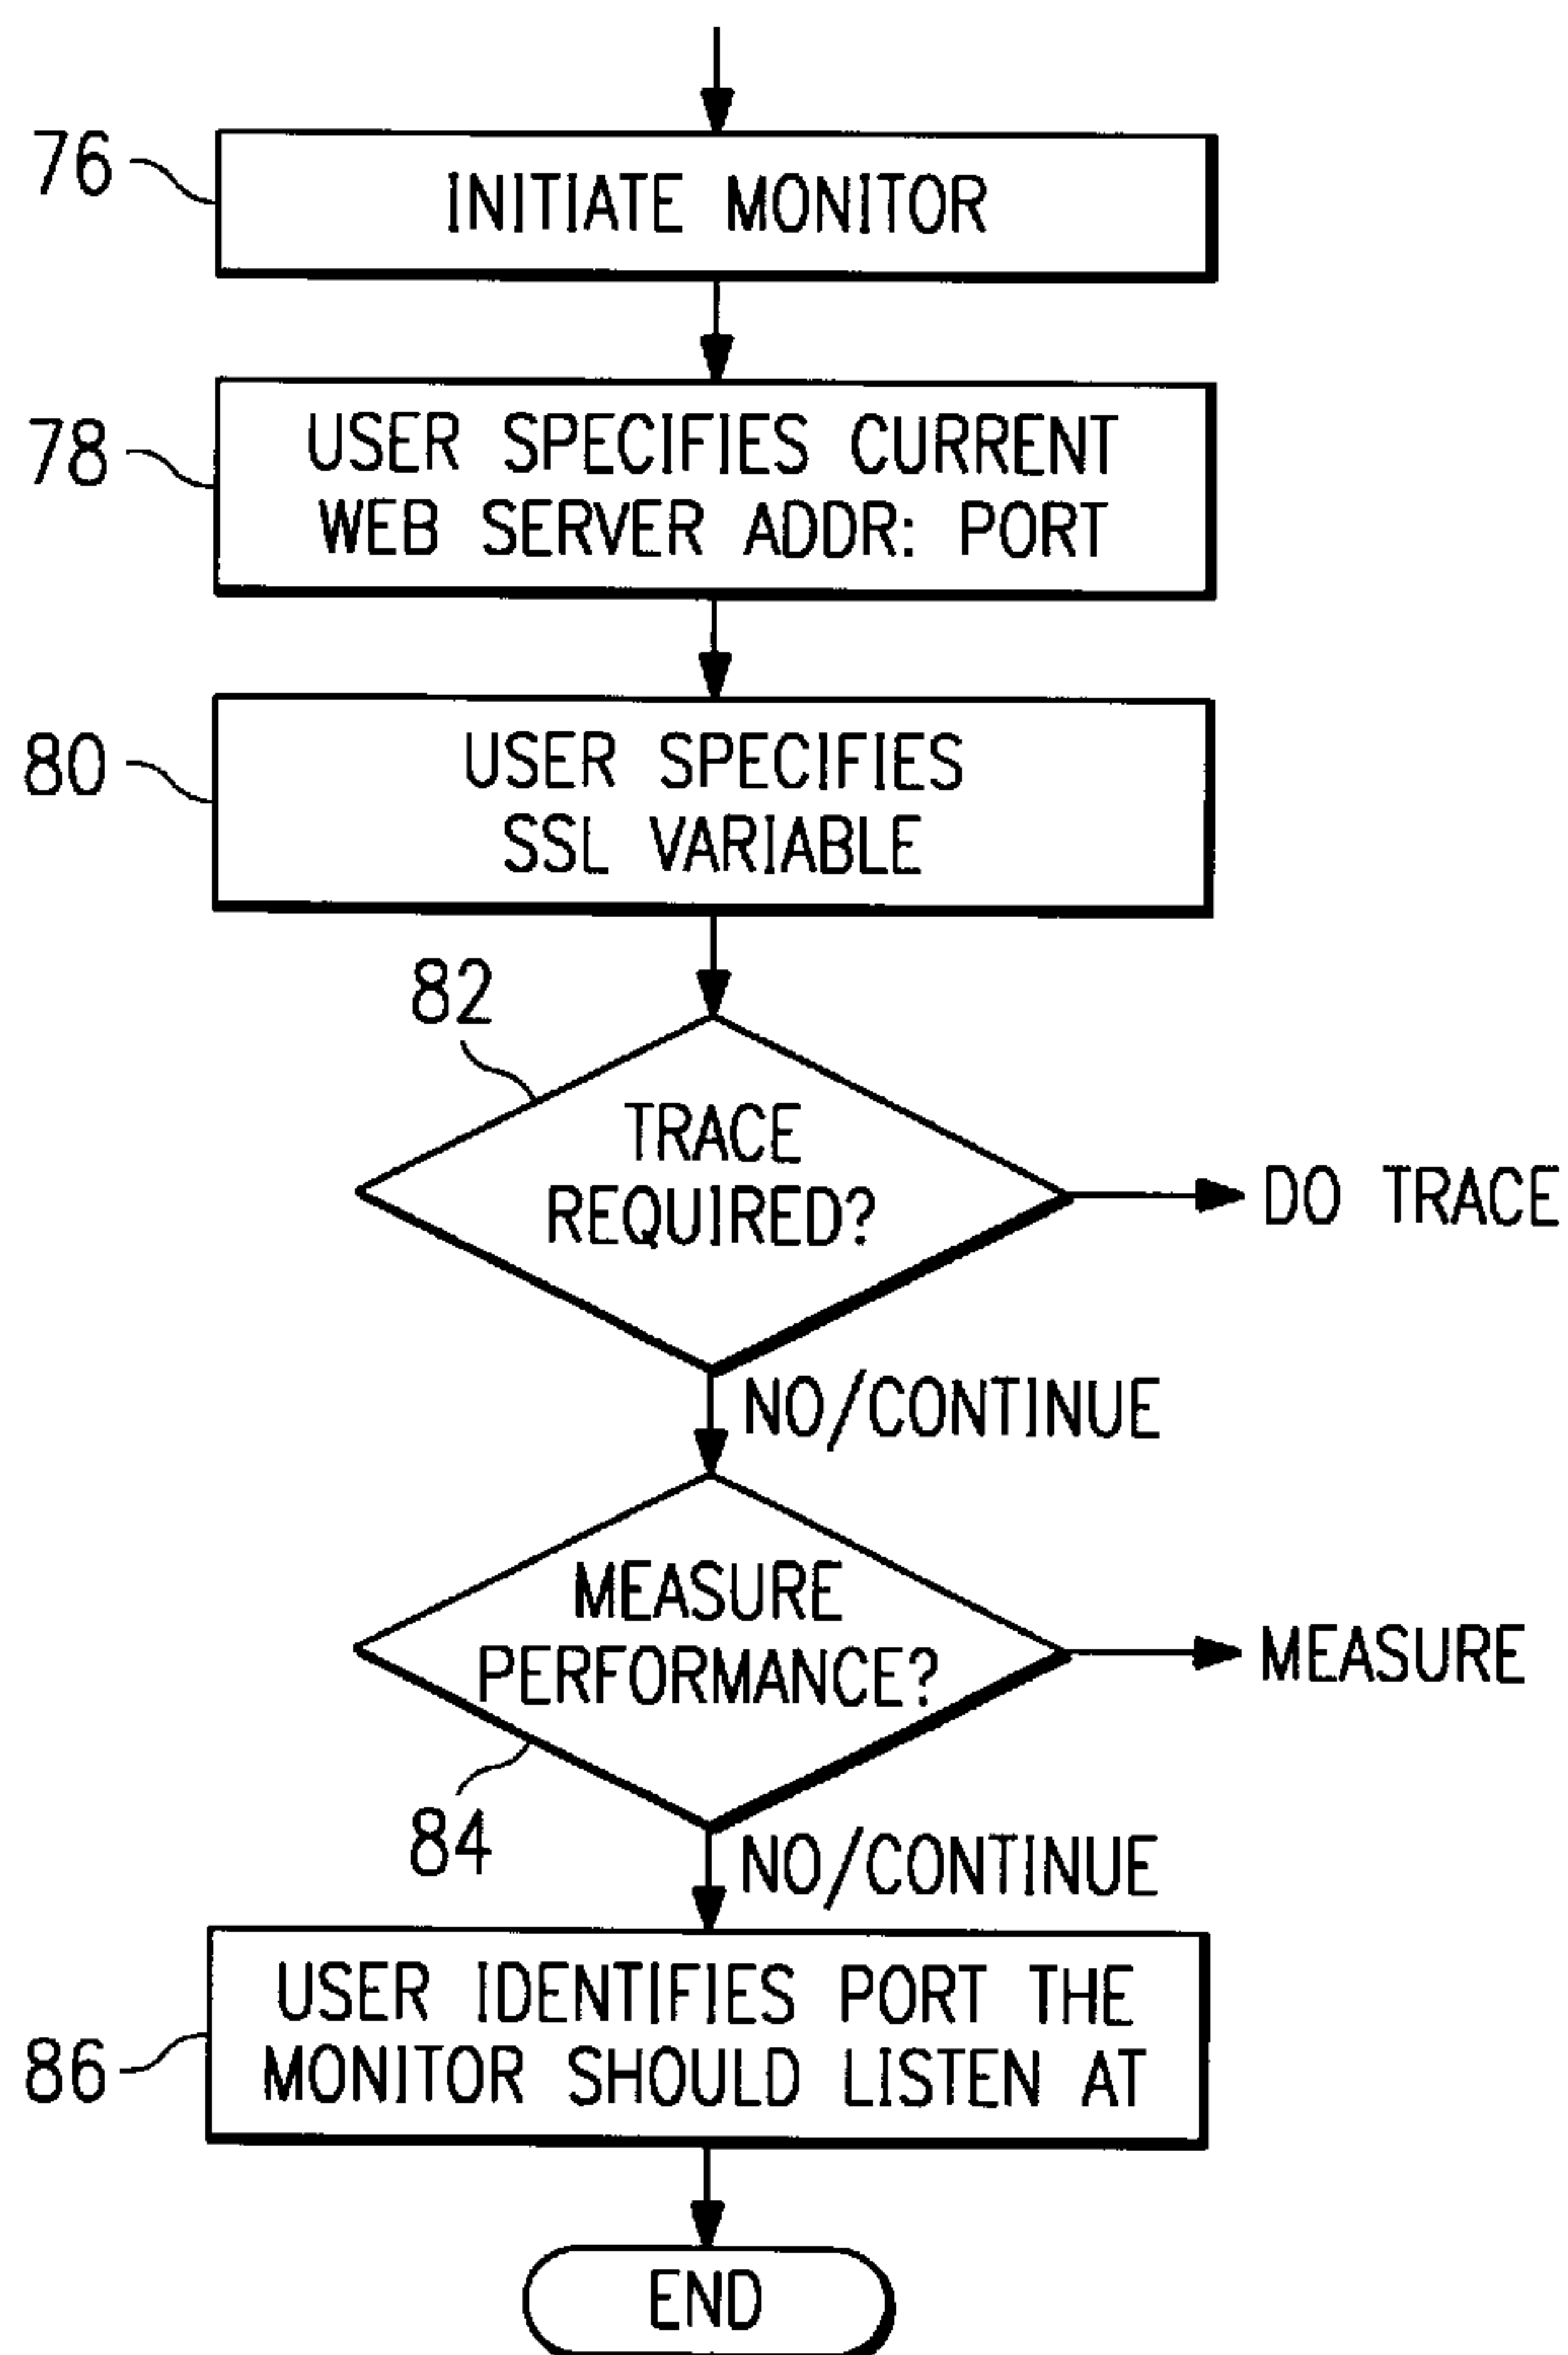 76
INITIATE MONITOR
78
USER SPECIFIES CURRENT
WEB SERVER ADDR: PORT
80
USER SPECIFIES
SSL VARIABLE
82
TRACE
REQUIRED?
DO TRACE
NO/CONTINUE
MEASURE
PERFORMANCE?
MEASURE
84
NO/CONTINUE
86
USER IDENTIFIES PORT THE
MONITOR SHOULD LISTEN AT
END